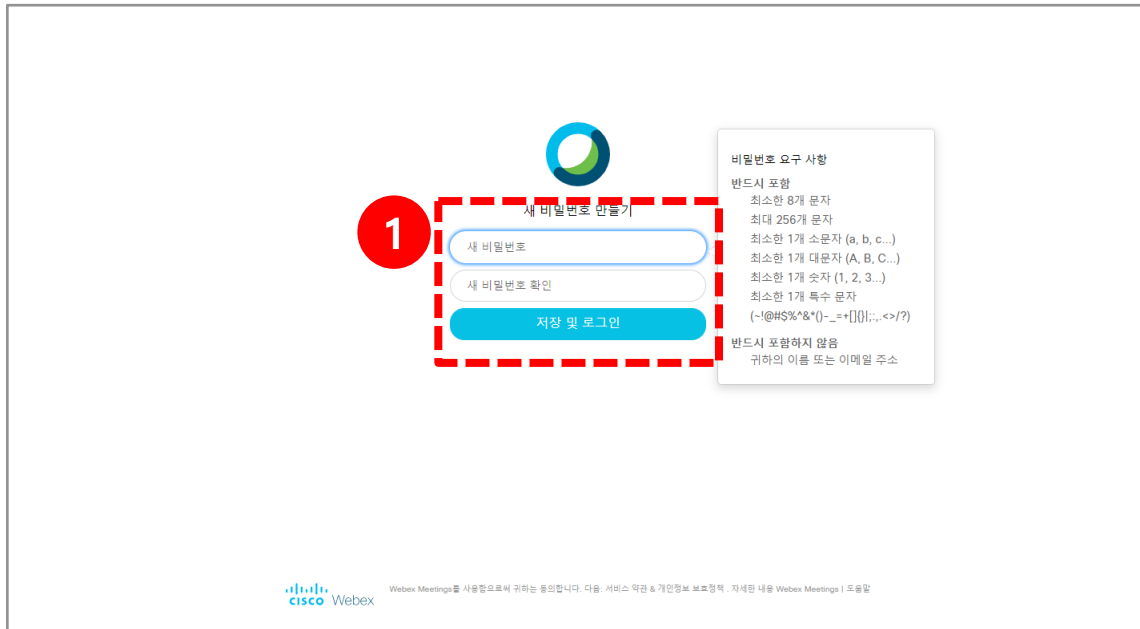 새 비밀번호 만들기
1
새 비밀번호
새 비밀번호 확인
저장 및 로그인
비밀번호 요구 사항
반드시 포함
최소한 8개 문자
최대 256개 문자
최소한 1개 소문자 (a, b, c...)
최소한 1개 대문자 (A, B, C...)
최소한 1개 숫자 (1, 2, 3...)
최소한 1개 특수 문자
(~!@#$%^&*()-_=+[]{}|;:,.<>/?)
반드시 포함하지 않음
귀하의 이름 또는 이메일 주소
CISCO Webex
Webex Meetings를 사용함으로써 귀하는 동의합니다. 다음: 서비스 약관 & 개인정보 보호정책 . 자세한 내용 Webex Meetings | 도움말